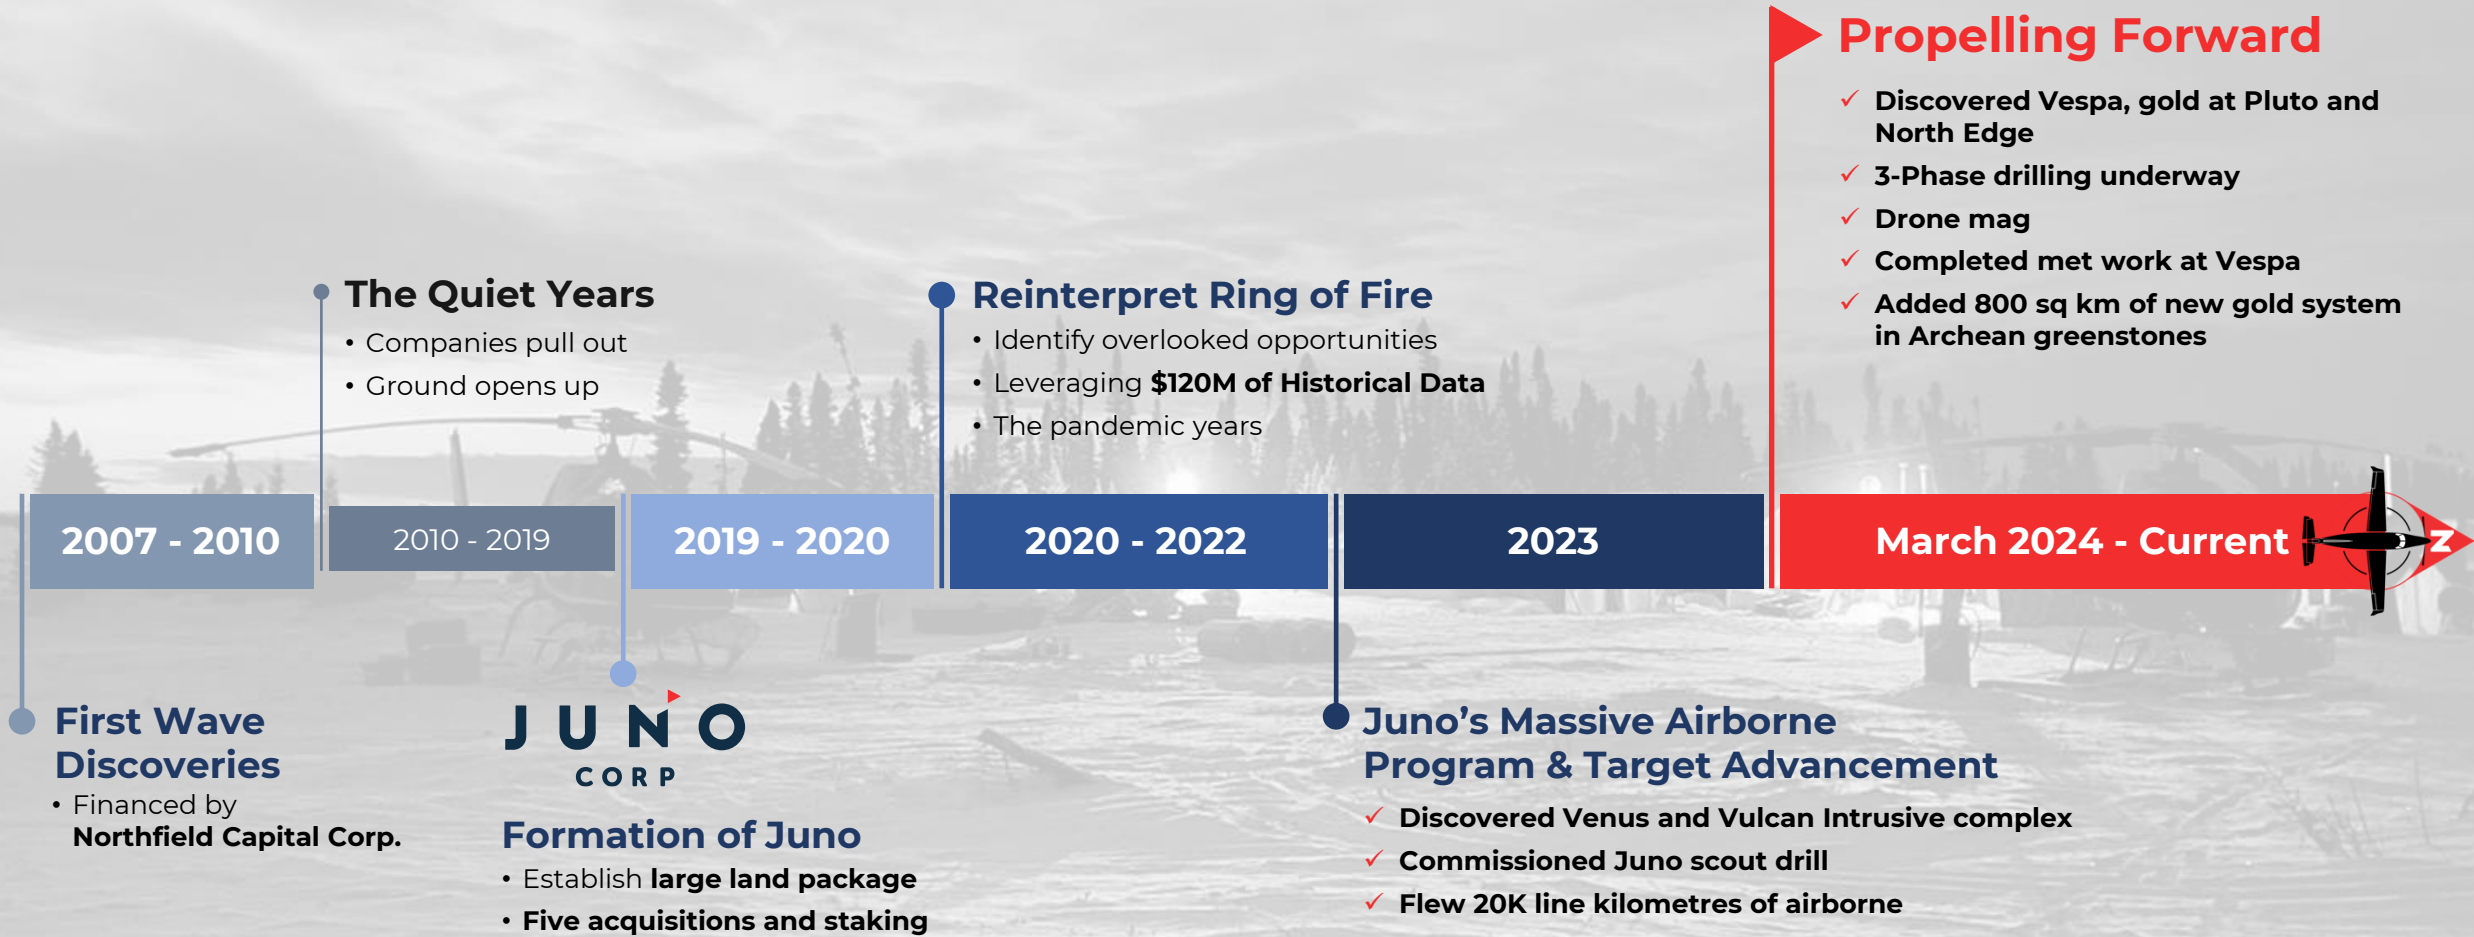 Propelling Forward
✓ Discovered Vespa, gold at Pluto and
North Edge
✓ 3-Phase drilling underway
✓ Drone mag
✓ Completed met work at Vespa
✓ Added 800 sq km of new gold system
in Archean greenstones
The Quiet Years
• Companies pull out
• Ground opens up
Reinterpret Ring of Fire
• Identify overlooked opportunities
• Leveraging $120M of Historical Data
• The pandemic years
2007 - 2010
2010 - 2019
2019 - 2020
2020 - 2022
2023
March 2024 - Current
First Wave
Discoveries
• Financed by
Northfield Capital Corp.
JUNO
CORP
Formation of Juno
• Establish large land package
• Five acquisitions and staking
Juno’s Massive Airborne
Program & Target Advancement
✓ Discovered Venus and Vulcan Intrusive complex
✓ Commissioned Juno scout drill
✓ Flew 20K line kilometres of airborne